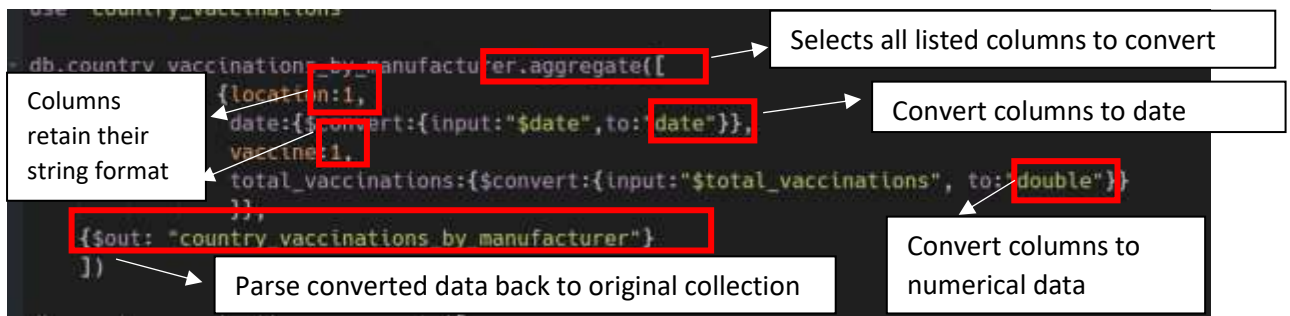 use country_vaccinations
db.country_vaccinations_by_manufacturer.aggregate([
{location:1,
date:{$convert:{input:"$date",to:"date"}},
vaccine:1,
total_vaccinations:{$convert:{input:"$total_vaccinations", to:"double"}}
}},
{$out: "country_vaccinations_by_manufacturer"}
])
Selects all listed columns to convert
Columns
retain their
string format
Convert columns to date
Convert columns to
numerical data
Parse converted data back to original collection